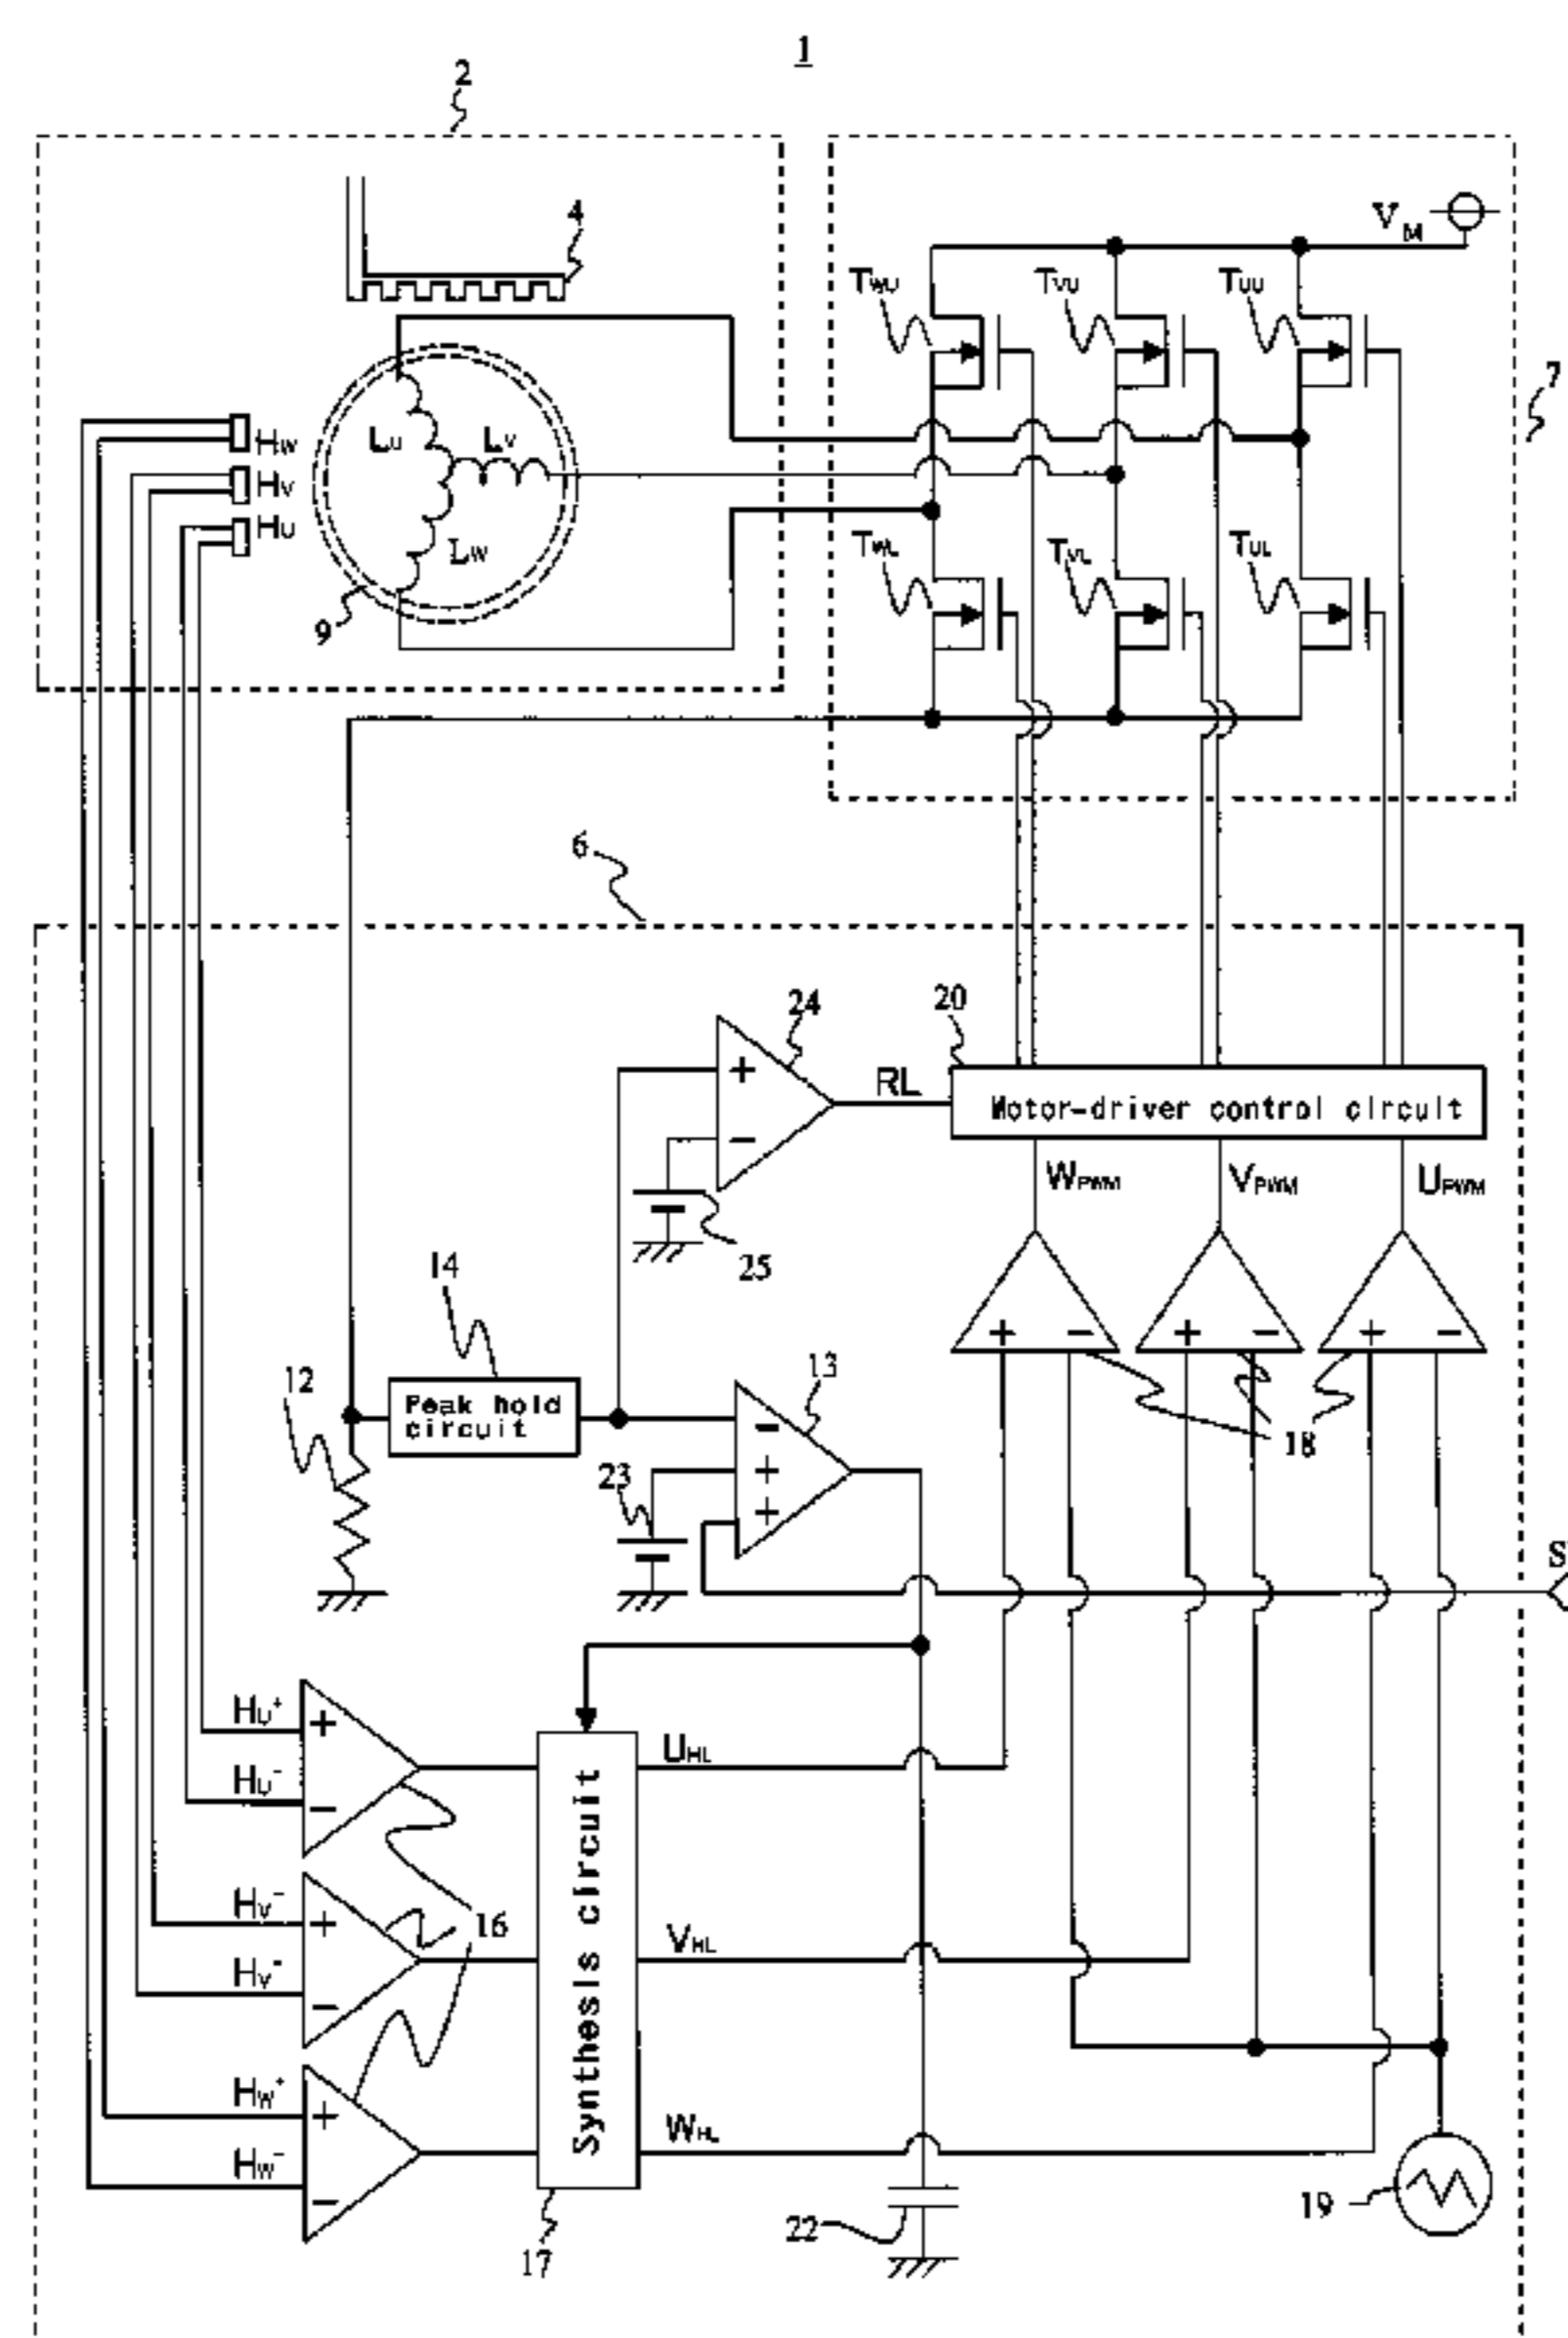 1
2
4
V M
TWU
TVU
TUU
7
HW
HV
HU
LU
LV
LW
TWL
TVL
TUL
9
6
24
20
+
RL
Motor-driver control circuit
−
WPWM
VPWM
UPWM
25
14
+ −
+ −
+ −
12
13
Peak hold
circuit
−
18
23
+
+
S
HU+
+
UHL
HU−
−
Synthesis circuit
HV−
+
16
VHL
HV-
−
HW+
+
WHL
HW−
−
19
22
17